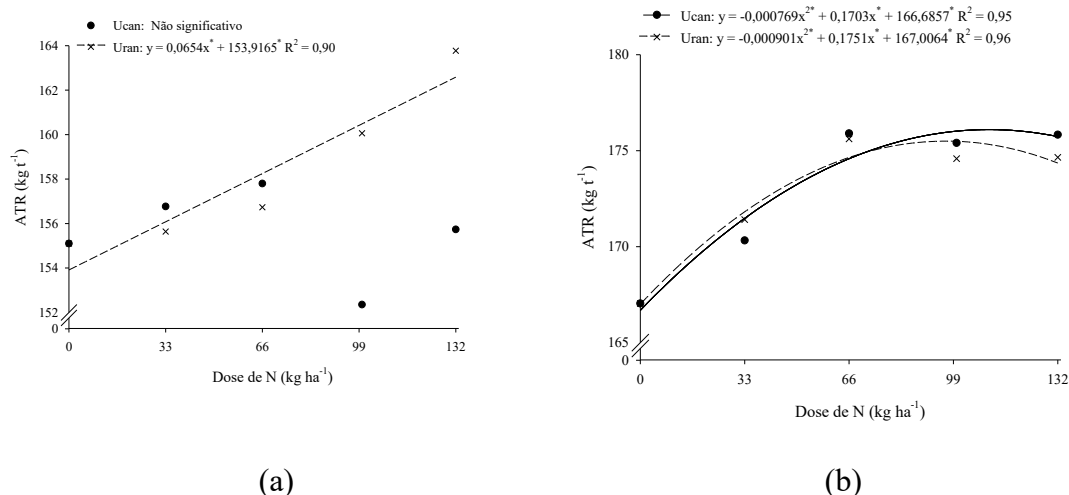 Ucan: Não significativo
Uran: y = 0,0654x* + 153,9165* R² = 0,90
164
162
160
158
156
154
152
0
ATR (kg t⁻¹)
0 33 66 99 132
Dose de N (kg ha⁻¹)
(a)
Ucan: y = -0,000769x²* + 0,1703x* + 166,6857* R² = 0,95
Uran: y = -0,000901x²* + 0,1751x* + 167,0064* R² = 0,96
180
175
170
165
0
ATR (kg t⁻¹)
0 33 66 99 132
Dose de N (kg ha⁻¹)
(b)